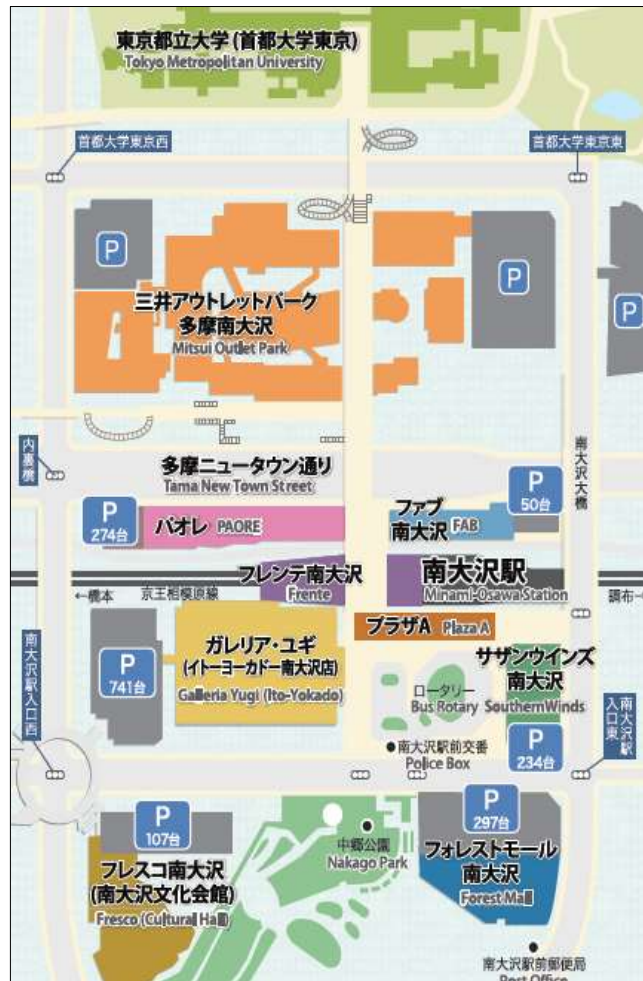 東京都立大学 (首都大学東京)
Tokyo Metropolitan University
首都大学東京西
首都大学東京東
P
P
P
三井アウトレットパーク
多摩南大沢
Mitsui Outlet Park
内裏橋
南大沢大橋
多摩ニュータウン通り
Tama New Town Street
P
274台
パオレ PAORE
ファブ
南大沢 FAB
P
50台
フレンテ南大沢
Frente
南大沢駅
Minami-Osawa Station
←橋本
京王相模原線
調布→
プラザA Plaza A
南大沢駅入口西
P
741台
ガレリア・ユギ
(イトーヨーカドー南大沢店)
Galleria Yugi (Ito-Yokado)
ロータリー
Bus Rotary
サザンウインズ
南大沢
SouthernWinds
南大沢駅
入口東
P
234台
南大沢駅前交番
Police Box
P
107台
フレスコ南大沢
(南大沢文化会館)
Fresco (Cultural Hall)
中郷公園
Nakago Park
P
297台
フォレストモール
南大沢
Forest Mall
南大沢駅前郵便局
Post Office